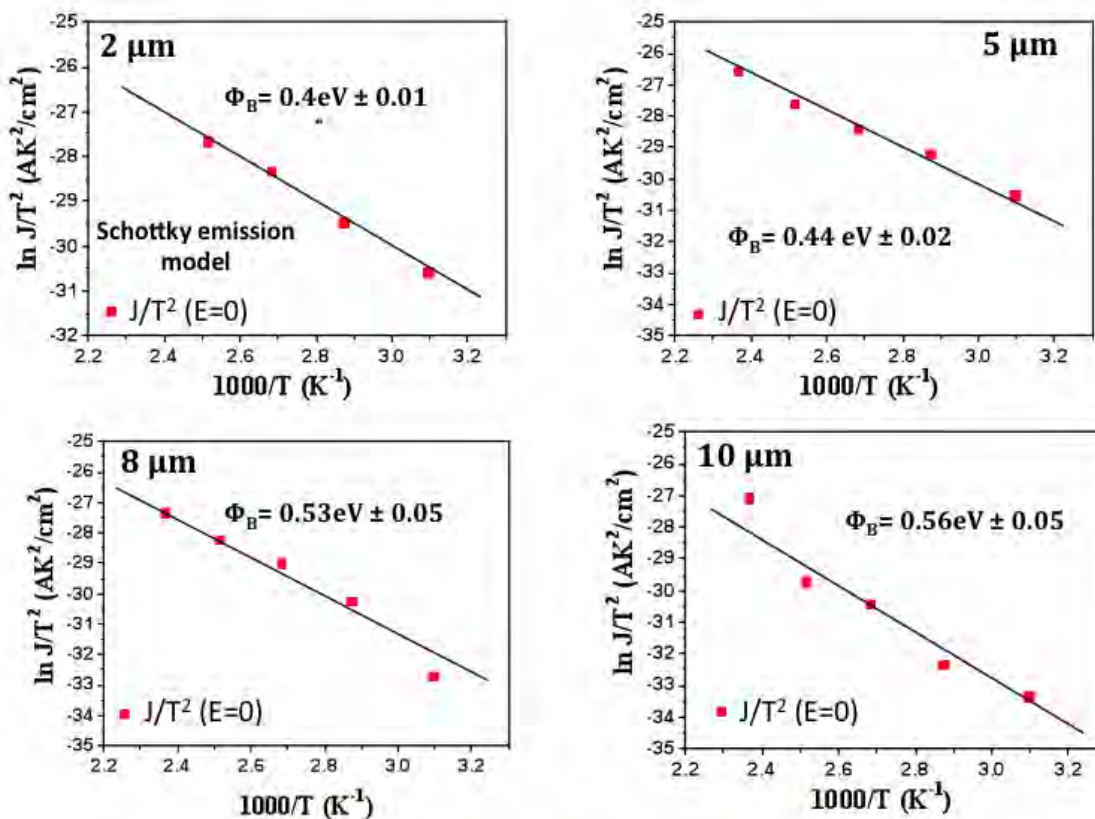 2 μm
Φ_B= 0.4eV ± 0.01
Schottky emission
model
J/T² (E=0)
ln J/T² (AK²/cm²)
-25
-26
-27
-28
-29
-30
-31
-32
2.2 2.4 2.6 2.8 3.0 3.2
1000/T (K⁻¹)
5 μm
Φ_B= 0.44 eV ± 0.02
J/T² (E=0)
ln J/T² (AK²/cm²)
-25
-26
-27
-28
-29
-30
-31
-32
-33
-34
-35
2.2 2.4 2.6 2.8 3.0 3.2
1000/T (K⁻¹)
8 μm
Φ_B= 0.53eV ± 0.05
J/T² (E=0)
ln J/T² (AK²/cm²)
-25
-26
-27
-28
-29
-30
-31
-32
-33
-34
-35
2.2 2.4 2.6 2.8 3.0 3.2
1000/T (K⁻¹)
10 μm
Φ_B= 0.56eV ± 0.05
J/T² (E=0)
ln J/T² (AK²/cm²)
-25
-26
-27
-28
-29
-30
-31
-32
-33
-34
-35
2.2 2.4 2.6 2.8 3.0 3.2
1000/T (K⁻¹)